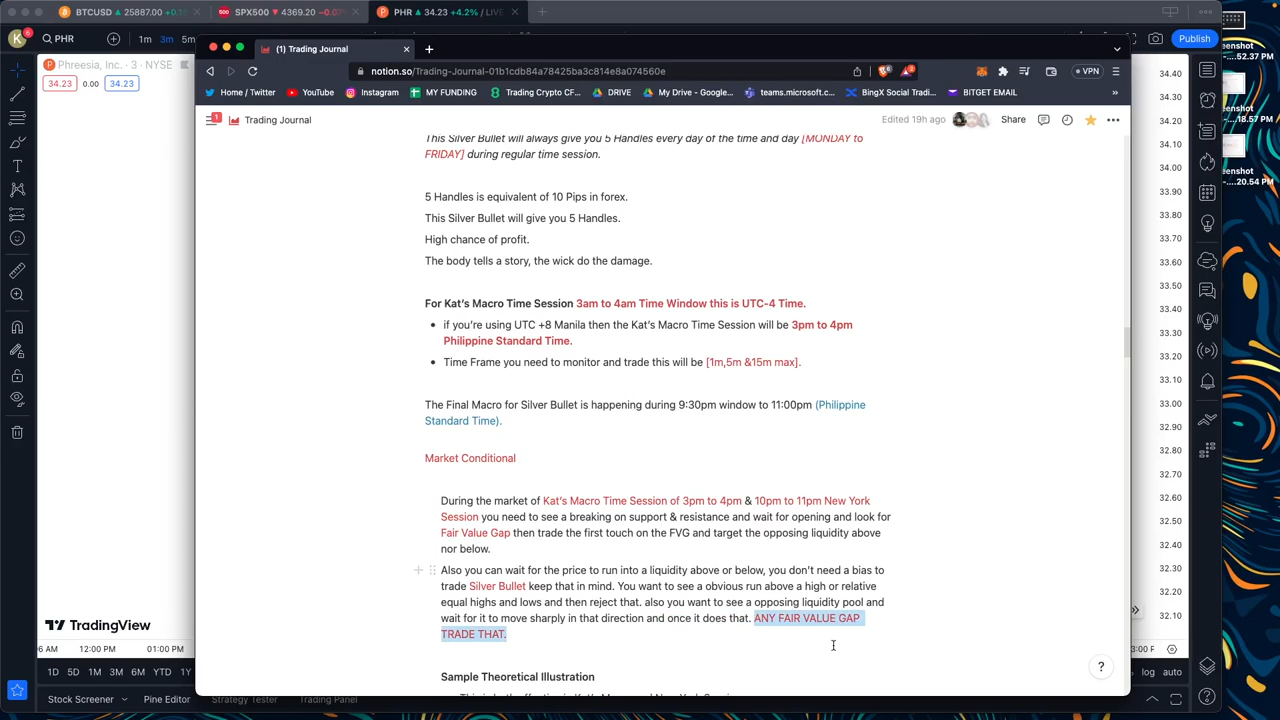 BTCUSD ▲ 25887.00
SPX500 ▼ 4369.20 −0.07%
PHR ▲ 34.23 +4.2% / LIVE
K
6
PHR
1m 3m 5m
Publish
Phreesia, Inc. · 3 · NYSE
34.23 0.00 34.23
(1) Trading Journal
notion.so/Trading-Journal-01b1cdb84a78425ba3c814e8a074560e
VPN
Home / Twitter YouTube Instagram MY FUNDING Trading Crypto CF... DRIVE My Drive - Google... teams.microsoft.c... BingX Social Tradi... BITGET EMAIL »
1 Trading Journal
Edited 19h ago Share
This Silver Bullet will always give you 5 Handles every day of the time and day [MONDAY to
FRIDAY] during regular time session.
5 Handles is equivalent of 10 Pips in forex.
This Silver Bullet will give you 5 Handles.
High chance of profit.
The body tells a story, the wick do the damage.
For Kat's Macro Time Session 3am to 4am Time Window this is UTC-4 Time.
• if you're using UTC +8 Manila then the Kat's Macro Time Session will be 3pm to 4pm
Philippine Standard Time.
• Time Frame you need to monitor and trade this will be [1m,5m &15m max].
The Final Macro for Silver Bullet is happening during 9:30pm window to 11:00pm (Philippine
Standard Time).
Market Conditional
During the market of Kat's Macro Time Session of 3pm to 4pm & 10pm to 11pm New York
Session you need to see a breaking on support & resistance and wait for opening and look for
Fair Value Gap then trade the first touch on the FVG and target the opposing liquidity above
nor below.
Also you can wait for the price to run into a liquidity above or below, you don't need a bias to
trade Silver Bullet keep that in mind. You want to see a obvious run above a high or relative
equal highs and lows and then reject that. also you want to see a opposing liquidity pool and
wait for it to move sharply in that direction and once it does that. ANY FAIR VALUE GAP
TRADE THAT.
Sample Theoretical Illustration
?
34.40
34.30
34.20
34.10
34.00
33.90
33.80
33.70
33.60
33.50
33.40
33.30
33.20
33.10
33.00
32.90
32.80
32.70
32.60
32.50
32.40
32.30
32.20
32.10
eenshot
-....52.37 PM
eenshot
-....18.57 PM
eenshot
-....20.54 PM
TradingView
6 AM 12:00 PM 01:00 PM
1D 5D 1M 3M 6M YTD 1Y
log auto
Stock Screener Pine Editor Strategy Tester Trading Panel